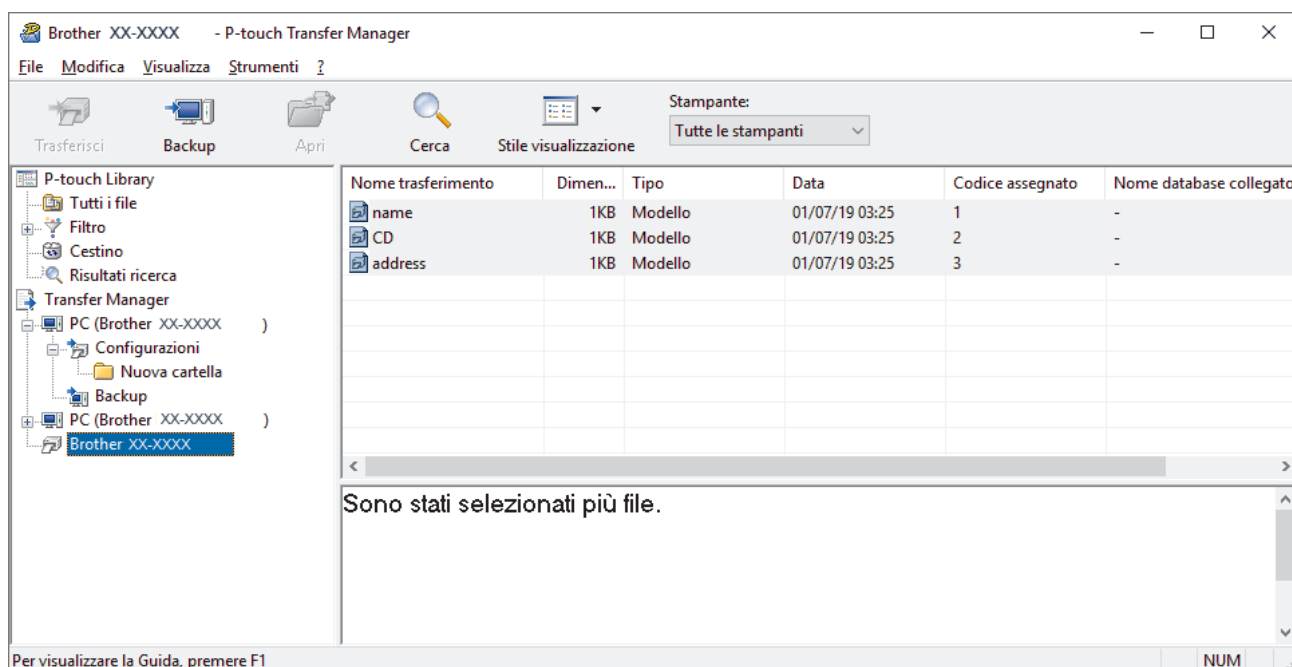 Brother XX-XXXX - P-touch Transfer Manager
File Modifica Visualizza Strumenti ?
Trasferisci Backup Apri Cerca Stile visualizzazione
Stampante:
Tutte le stampanti
P-touch Library
Tutti i file
Filtro
Cestino
Risultati ricerca
Transfer Manager
PC (Brother XX-XXXX )
Configurazioni
Nuova cartella
Backup
PC (Brother XX-XXXX )
Brother XX-XXXX
Nome trasferimento Dimen... Tipo Data Codice assegnato Nome database collegato
name 1KB Modello 01/07/19 03:25 1 -
CD 1KB Modello 01/07/19 03:25 2 -
address 1KB Modello 01/07/19 03:25 3 -
Sono stati selezionati più file.
Per visualizzare la Guida, premere F1 NUM